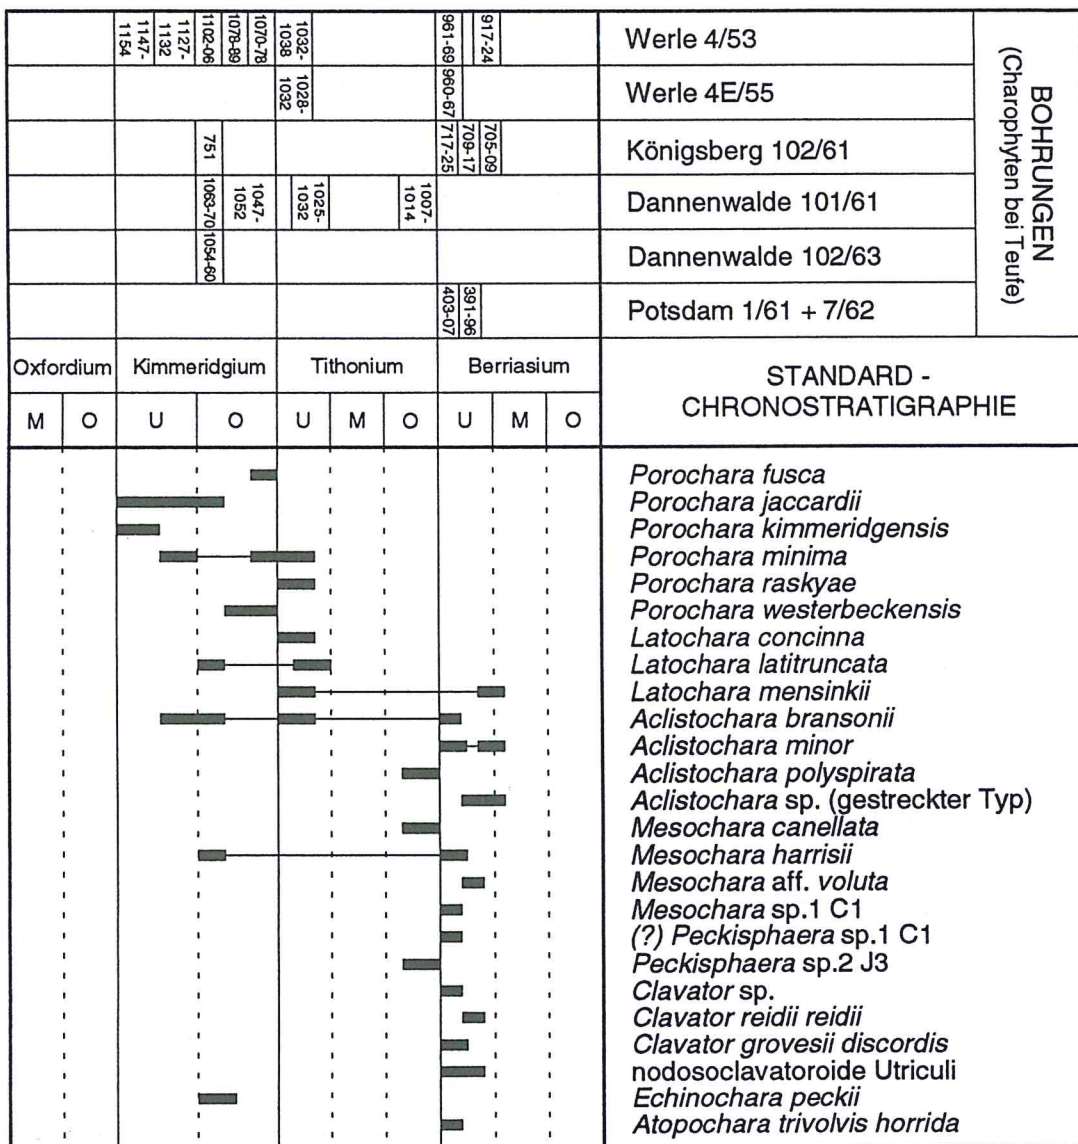 1147-1154 1127-1132 1102-06 1078-89 1070-78 1032-1038 961-69 917-24 Werle 4/53
1028-1032 960-67 Werle 4E/55
751 717-25 709-17 705-09 Königsberg 102/61
1063-70 1047-1052 1025-1032 1007-1014 Dannenwalde 101/61
1054-60 Dannenwalde 102/63
403-07 391-96 Potsdam 1/61 + 7/62
BOHRUNGEN
(Charophyten bei Teufe)
Oxfordium Kimmeridgium Tithonium Berriasium
STANDARD -
CHRONOSTRATIGRAPHIE
M O U O U M O U M O
Porochara fusca
Porochara jaccardii
Porochara kimmeridgensis
Porochara minima
Porochara raskyae
Porochara westerbeckensis
Latochara concinna
Latochara latitruncata
Latochara mensinkii
Aclistochara bransonii
Aclistochara minor
Aclistochara polyspirata
Aclistochara sp. (gestreckter Typ)
Mesochara canellata
Mesochara harrisii
Mesochara aff. voluta
Mesochara sp.1 C1
(?) Peckisphaera sp.1 C1
Peckisphaera sp.2 J3
Clavator sp.
Clavator reidii reidii
Clavator grovesii discordis
nodosoclavatoroide Utriculi
Echinochara peckii
Atopochara trivolvis horrida